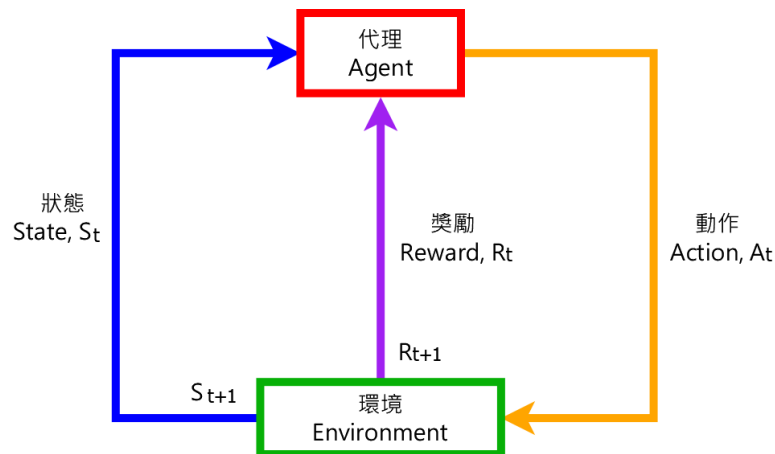 代理
Agent
狀態
State, St
獎勵
Reward, Rt
動作
Action, At
Rt+1
St+1
環境
Environment